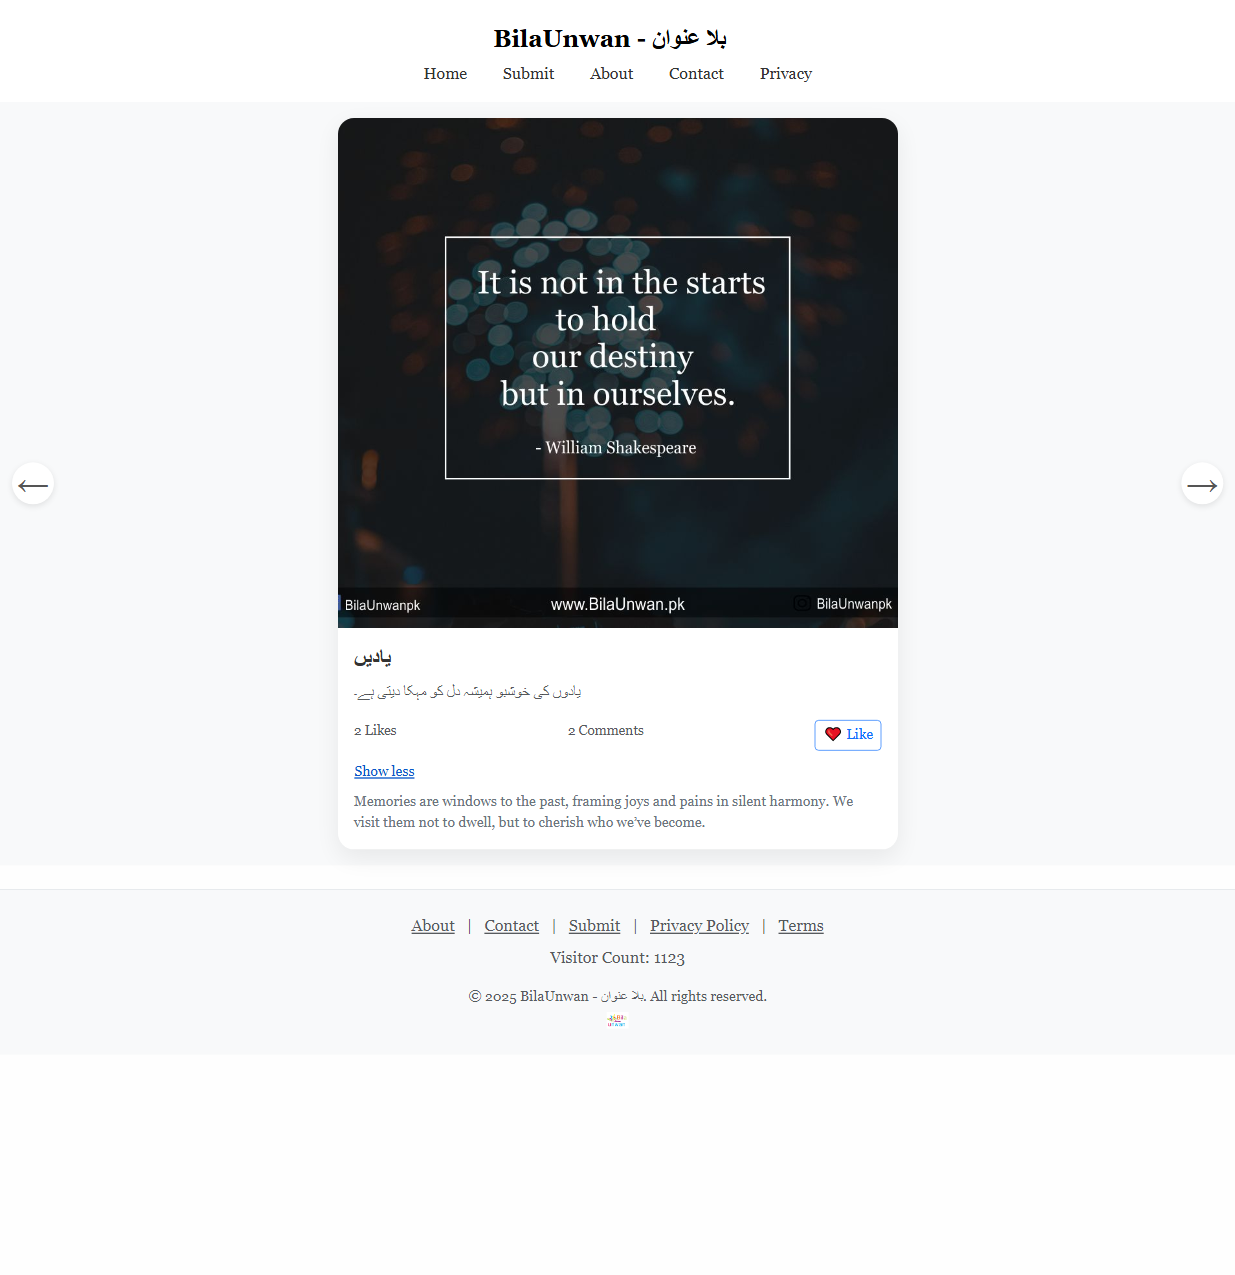 BilaUnwan - بلا عنوان
Home Submit About Contact Privacy
It is not in the starts
to hold
our destiny
but in ourselves.
- William Shakespeare
BilaUnwanpk www.BilaUnwan.pk BilaUnwanpk
یادیں
یادوں کی خوشبو ہمیشہ دل کو مہکا دیتی ہے۔
2 Likes 2 Comments ❤️ Like
Show less
Memories are windows to the past, framing joys and pains in silent harmony. We
visit them not to dwell, but to cherish who we’ve become.
About | Contact | Submit | Privacy Policy | Terms
Visitor Count: 1123
© 2025 BilaUnwan - بلا عنوان. All rights reserved.